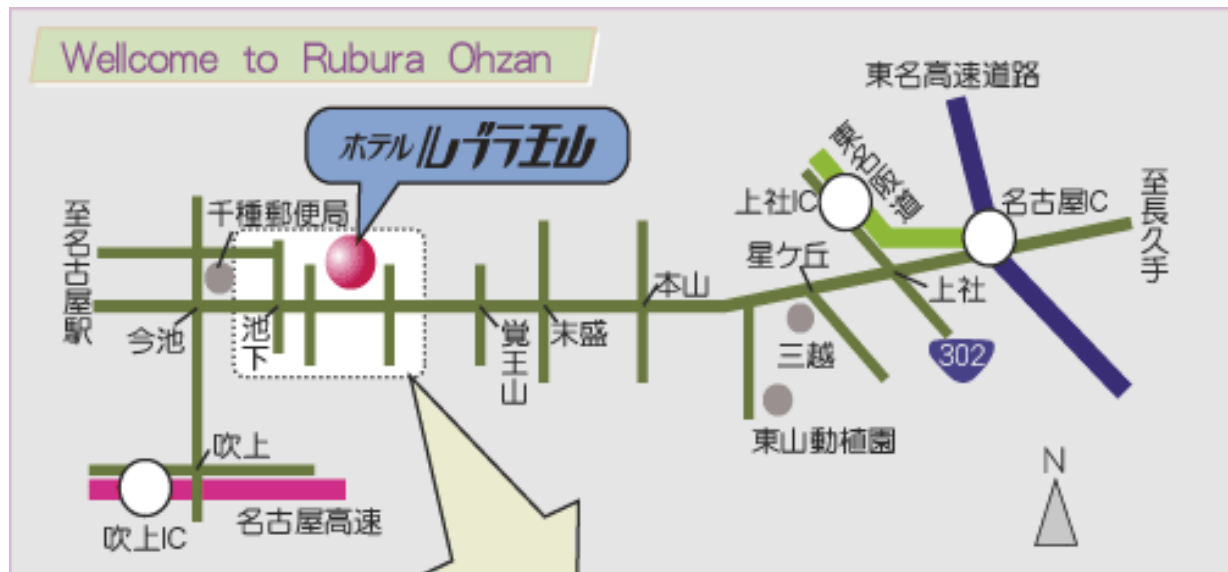 Wellcome to Rubura Ohzan
東名高速道路
ホテルルブラ王山
東名阪道
上社IC
名古屋IC
至長久手
至名古屋駅
千種郵便局
星ケ丘
本山
上社
今池
池下
覚王山
末盛
三越
302
東山動植園
吹上
名古屋高速
吹上IC
N